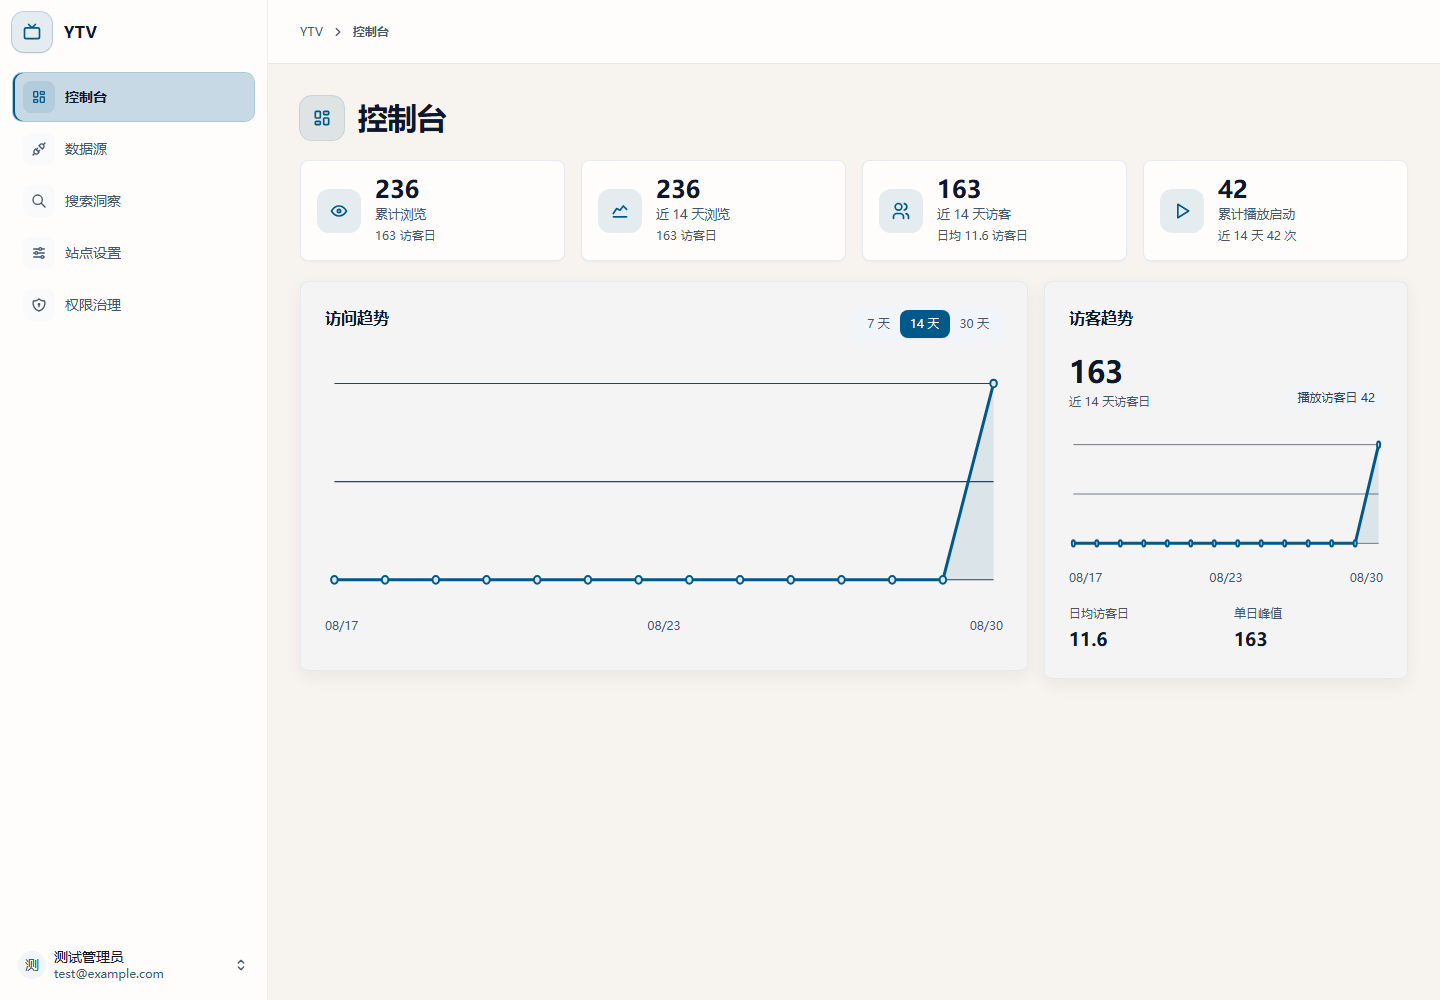 YTV
控制台
数据源
搜索洞察
站点设置
权限治理
测
测试管理员
test@example.com
YTV
控制台
控制台
236
累计浏览
163 访客日
236
近 14 天浏览
163 访客日
163
近 14 天访客
日均 11.6 访客日
42
累计播放启动
近 14 天 42 次
访问趋势
7 天
14 天
30 天
08/17
08/23
08/30
访客趋势
163
近 14 天访客日
播放访客日 42
08/17
08/23
08/30
日均访客日
11.6
单日峰值
163